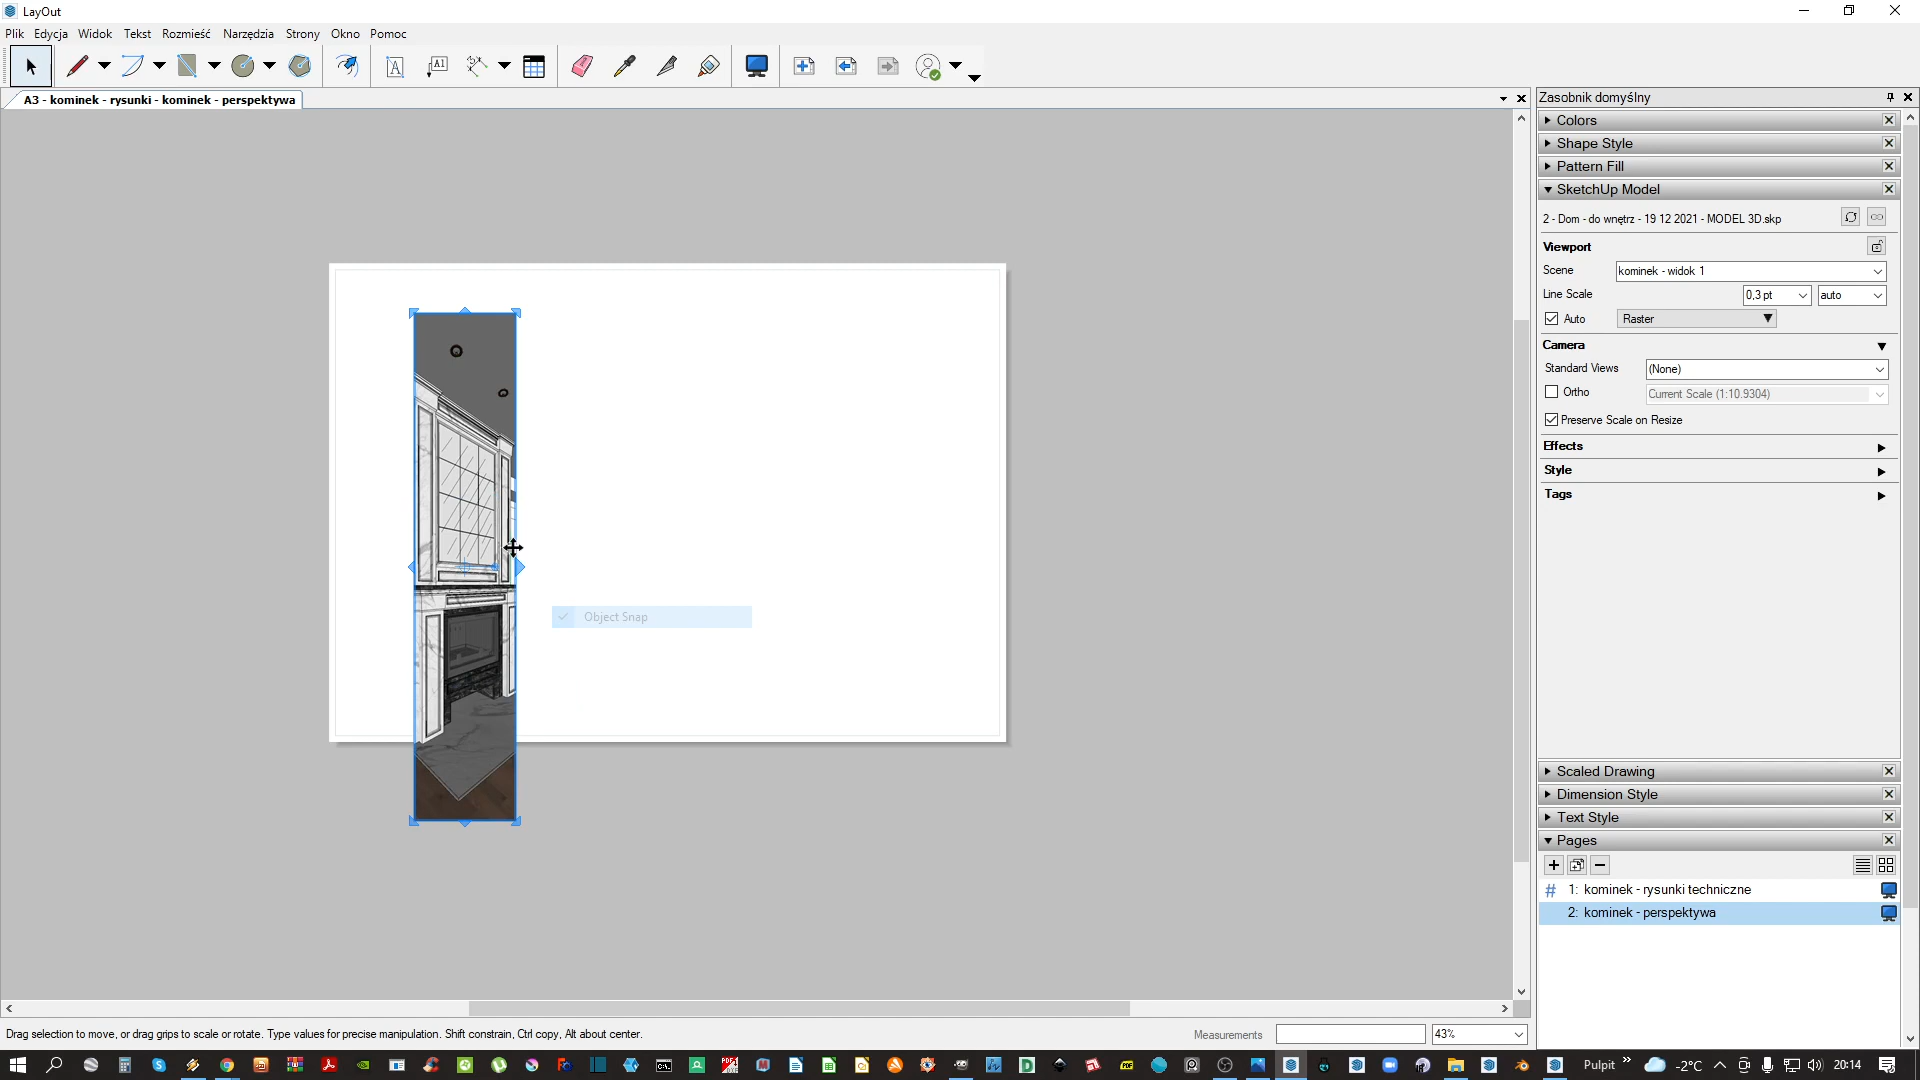 LayOut
Plik Edycja Widok Tekst Rozmieść Narzędzia Strony Okno Pomoc
A A1
A3 - kominek - rysunki - kominek - perspektywa
Zasobnik domyślny
Colors
Shape Style
Pattern Fill
SketchUp Model
2 - Dom - do wnętrz - 19 12 2021 - MODEL 3D.skp
Viewport
Scene kominek - widok 1
Line Scale 0,3 pt auto
Auto Raster
Camera
Standard Views (None)
Ortho Current Scale (1:10.9304)
Preserve Scale on Resize
Effects
Style
Tags
Object Snap
Scaled Drawing
Dimension Style
Text Style
Pages
# 1: kominek - rysunki techniczne
2: kominek - perspektywa
Drag selection to move, or drag grips to scale or rotate. Type values for precise manipulation. Shift constrain, Ctrl copy, Alt about center.
Measurements 43%
Pulpit -2°C 20:14